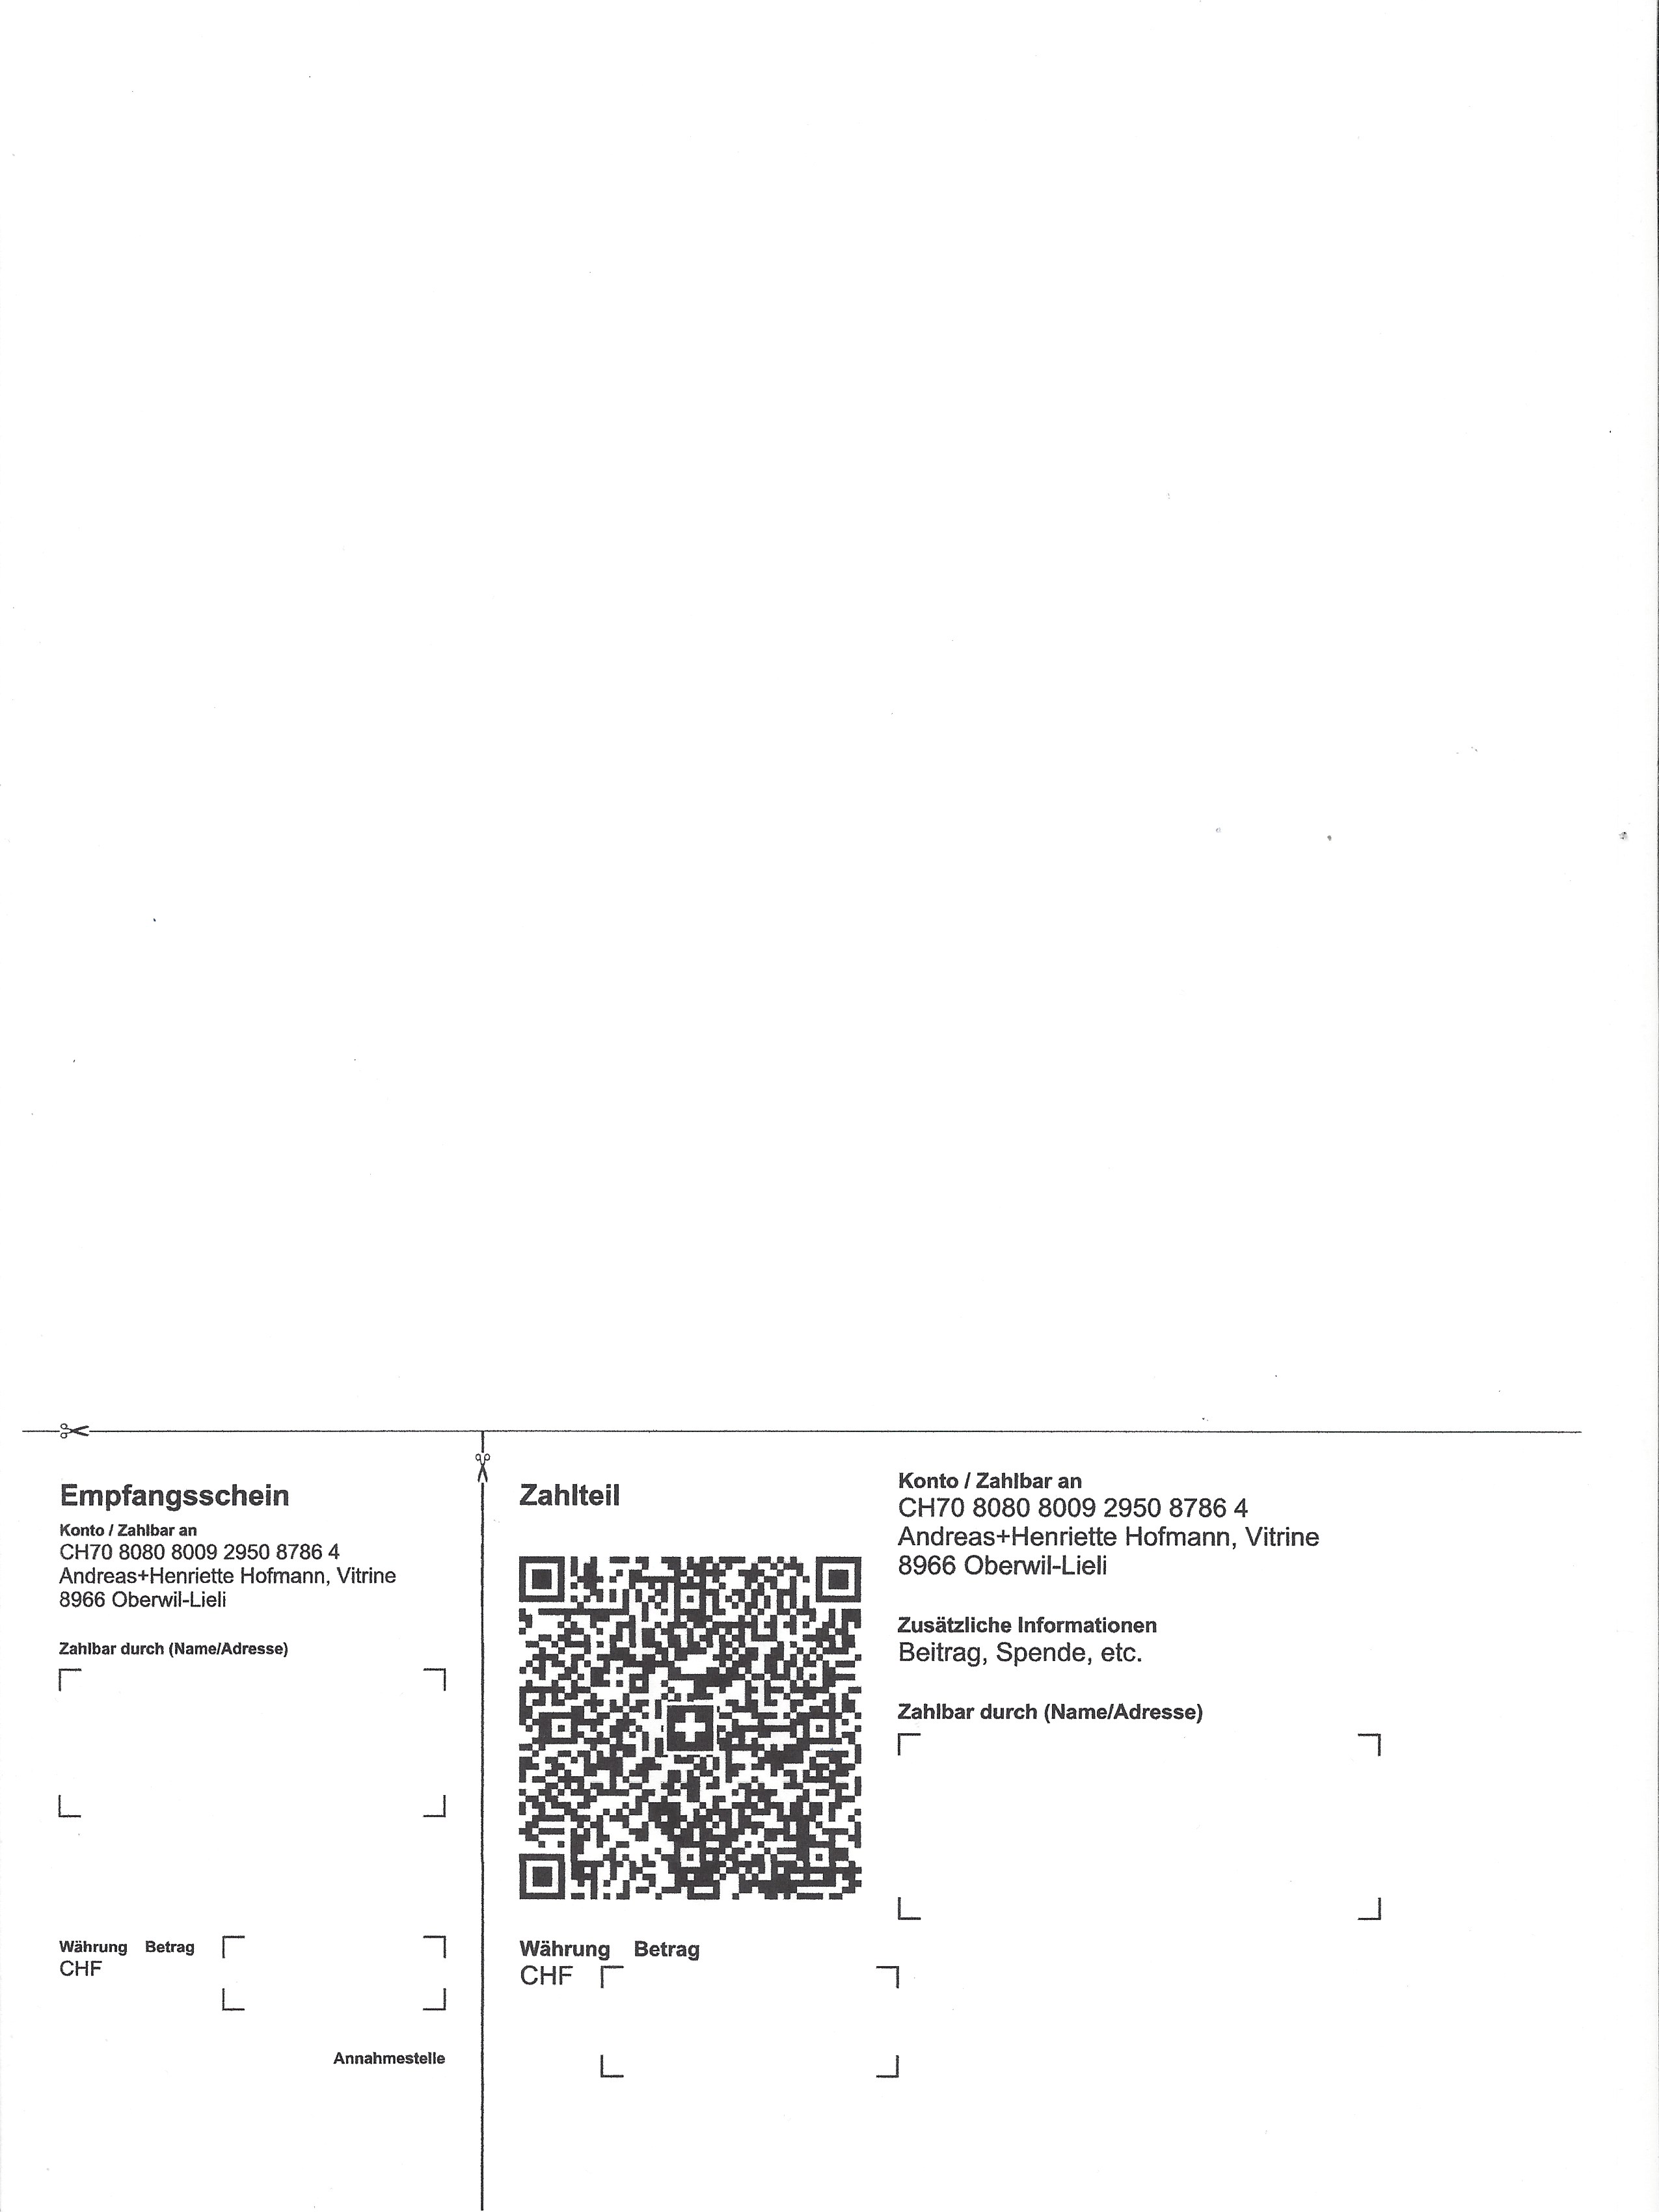 Empfangsschein
Konto / Zahlbar an
CH70 8080 8009 2950 8786 4
Andreas+Henriette Hofmann, Vitrine
8966 Oberwil-Lieli
Zahlbar durch (Name/Adresse)
Währung Betrag
CHF
Annahmestelle
Zahlteil
Währung Betrag
CHF
Konto / Zahlbar an
CH70 8080 8009 2950 8786 4
Andreas+Henriette Hofmann, Vitrine
8966 Oberwil-Lieli
Zusätzliche Informationen
Beitrag, Spende, etc.
Zahlbar durch (Name/Adresse)